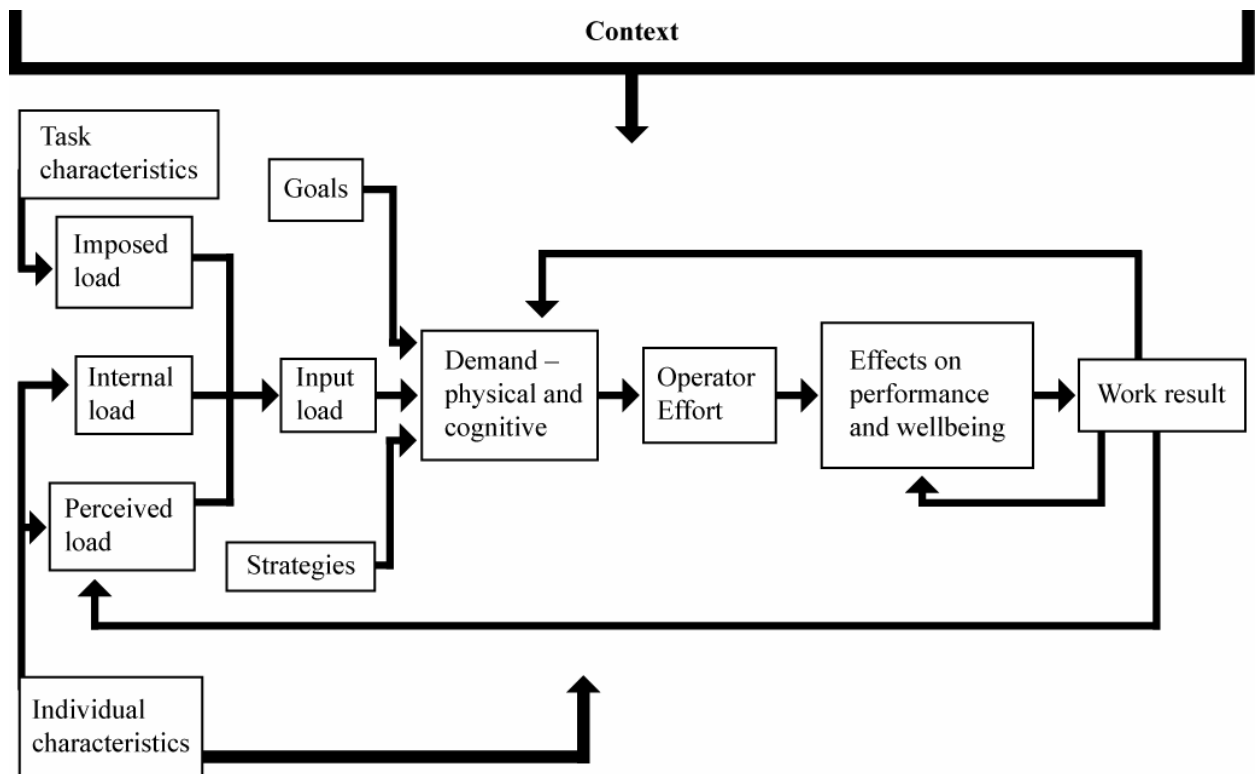 Context
Task
characteristics
Goals
Imposed
load
Internal
load
Input
load
Demand –
physical and
cognitive
Operator
Effort
Effects on
performance
and wellbeing
Work result
Perceived
load
Strategies
Individual
characteristics